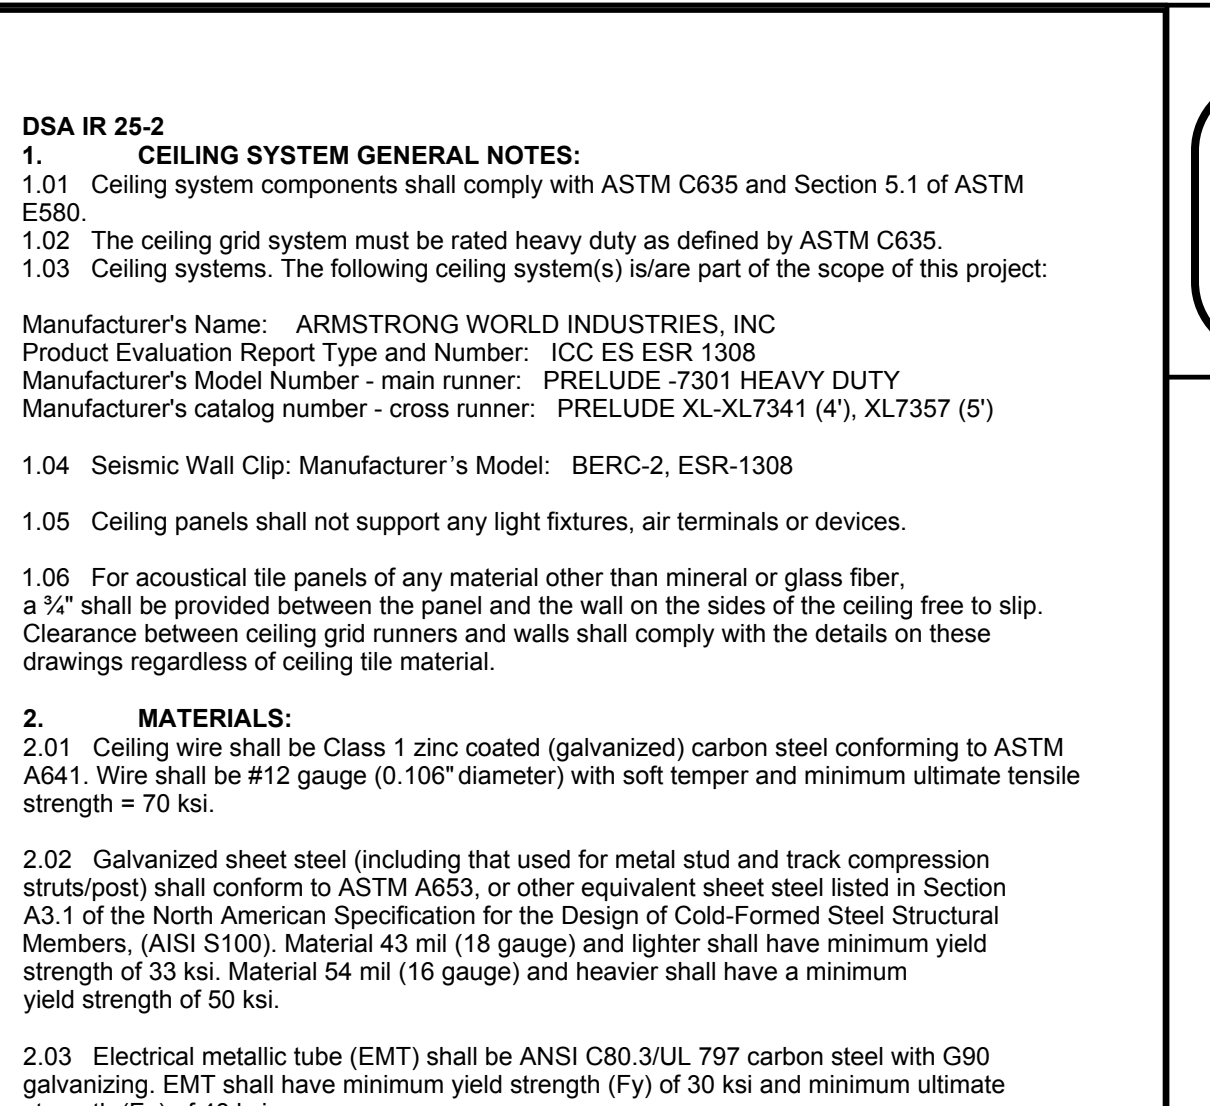 DSA IR 25-2
1. CEILING SYSTEM GENERAL NOTES:
1.01 Ceiling system components shall comply with ASTM C635 and Section 5.1 of ASTM
E580.
1.02 The ceiling grid system must be rated heavy duty as defined by ASTM C635.
1.03 Ceiling systems. The following ceiling system(s) is/are part of the scope of this project:
Manufacturer's Name: ARMSTRONG WORLD INDUSTRIES, INC
Product Evaluation Report Type and Number: ICC ES ESR 1308
Manufacturer's Model Number - main runner: PRELUDE -7301 HEAVY DUTY
Manufacturer's catalog number - cross runner: PRELUDE XL-XL7341 (4'), XL7357 (5')
1.04 Seismic Wall Clip: Manufacturer’s Model: BERC-2, ESR-1308
1.05 Ceiling panels shall not support any light fixtures, air terminals or devices.
1.06 For acoustical tile panels of any material other than mineral or glass fiber,
a ¾" shall be provided between the panel and the wall on the sides of the ceiling free to slip.
Clearance between ceiling grid runners and walls shall comply with the details on these
drawings regardless of ceiling tile material.
2. MATERIALS:
2.01 Ceiling wire shall be Class 1 zinc coated (galvanized) carbon steel conforming to ASTM
A641. Wire shall be #12 gauge (0.106" diameter) with soft temper and minimum ultimate tensile
strength = 70 ksi.
2.02 Galvanized sheet steel (including that used for metal stud and track compression
struts/post) shall conform to ASTM A653, or other equivalent sheet steel listed in Section
A3.1 of the North American Specification for the Design of Cold-Formed Steel Structural
Members, (AISI S100). Material 43 mil (18 gauge) and lighter shall have minimum yield
strength of 33 ksi. Material 54 mil (16 gauge) and heavier shall have a minimum
yield strength of 50 ksi.
2.03 Electrical metallic tube (EMT) shall be ANSI C80.3/UL 797 carbon steel with G90
galvanizing. EMT shall have minimum yield strength (Fy) of 30 ksi and minimum ultimate